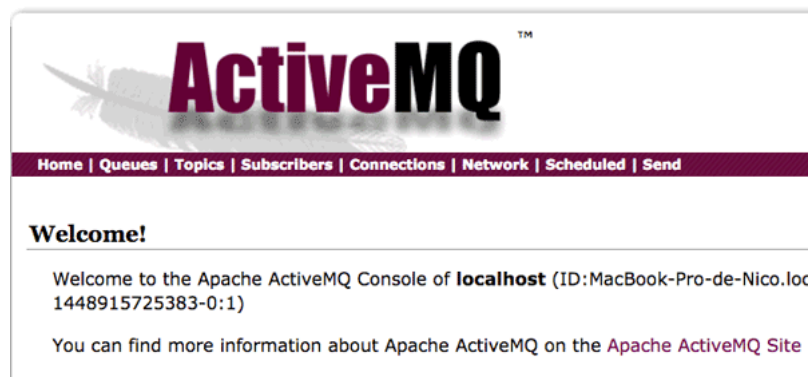 ActiveMQ ™
Home | Queues | Topics | Subscribers | Connections | Network | Scheduled | Send
Welcome!
Welcome to the Apache ActiveMQ Console of localhost (ID:MacBook-Pro-de-Nico.loc
1448915725383-0:1)
You can find more information about Apache ActiveMQ on the Apache ActiveMQ Site